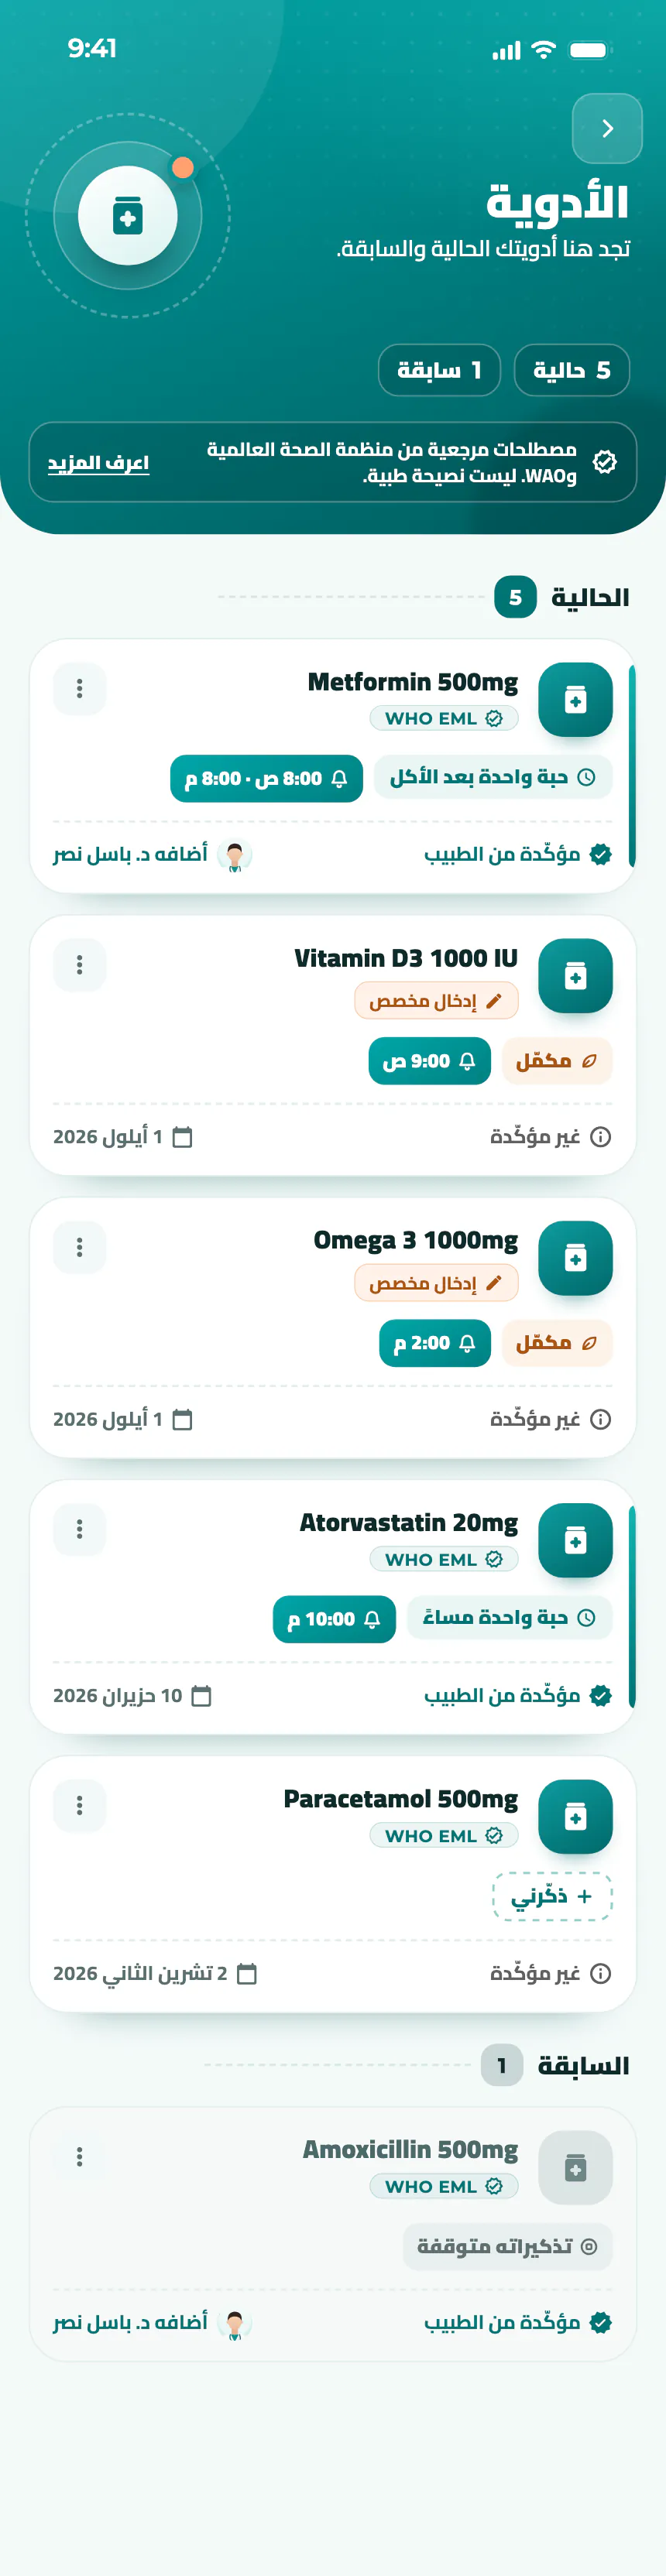 9:41
الأدوية
تجد هنا أدويتك الحالية والسابقة.
5 حالية
1 سابقة
مصطلحات مرجعية من منظمة الصحة العالمية
وWAO. ليست نصيحة طبية.
اعرف المزيد
الحالية 5
Metformin 500mg
WHO EML
حبة واحدة بعد الأكل
8:00 ص · 8:00 م
مؤكّدة من الطبيب
أضافه د. باسل نصر
Vitamin D3 1000 IU
إدخال مخصص
مكمّل
9:00 ص
غير مؤكّدة
1 أيلول 2026
Omega 3 1000mg
إدخال مخصص
مكمّل
2:00 م
غير مؤكّدة
1 أيلول 2026
Atorvastatin 20mg
WHO EML
حبة واحدة مساءً
10:00 م
مؤكّدة من الطبيب
10 حزيران 2026
Paracetamol 500mg
WHO EML
ذكّرني
غير مؤكّدة
2 تشرين الثاني 2026
السابقة 1
Amoxicillin 500mg
WHO EML
تذكيراته متوقفة
مؤكّدة من الطبيب
أضافه د. باسل نصر